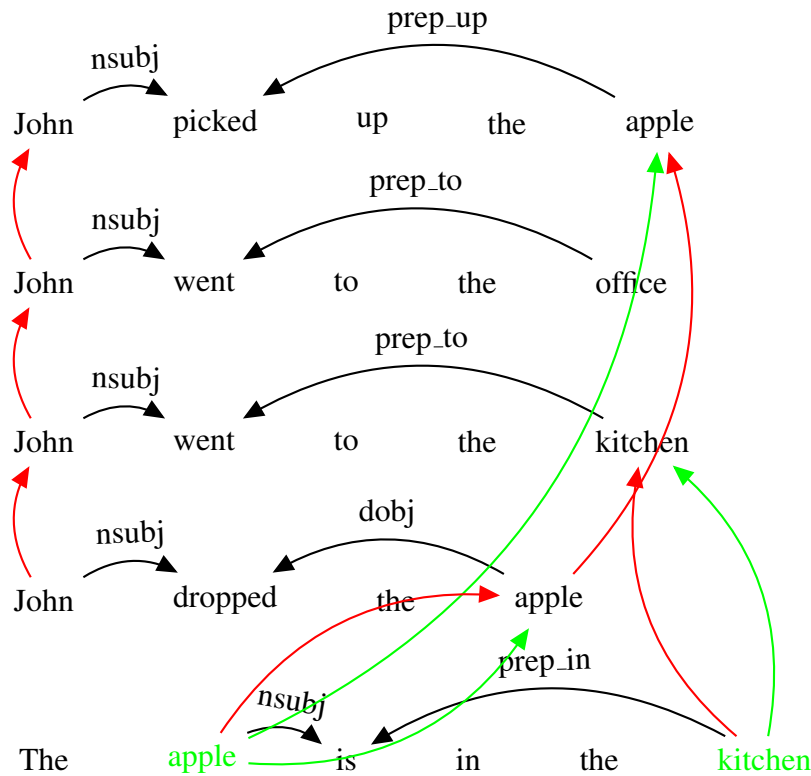 prep_up
nsubj
John picked up the apple
prep_to
nsubj
John went to the office
prep_to
nsubj
John went to the kitchen
dobj
nsubj
John dropped the apple
prep_in
nsubj
The apple is in the kitchen